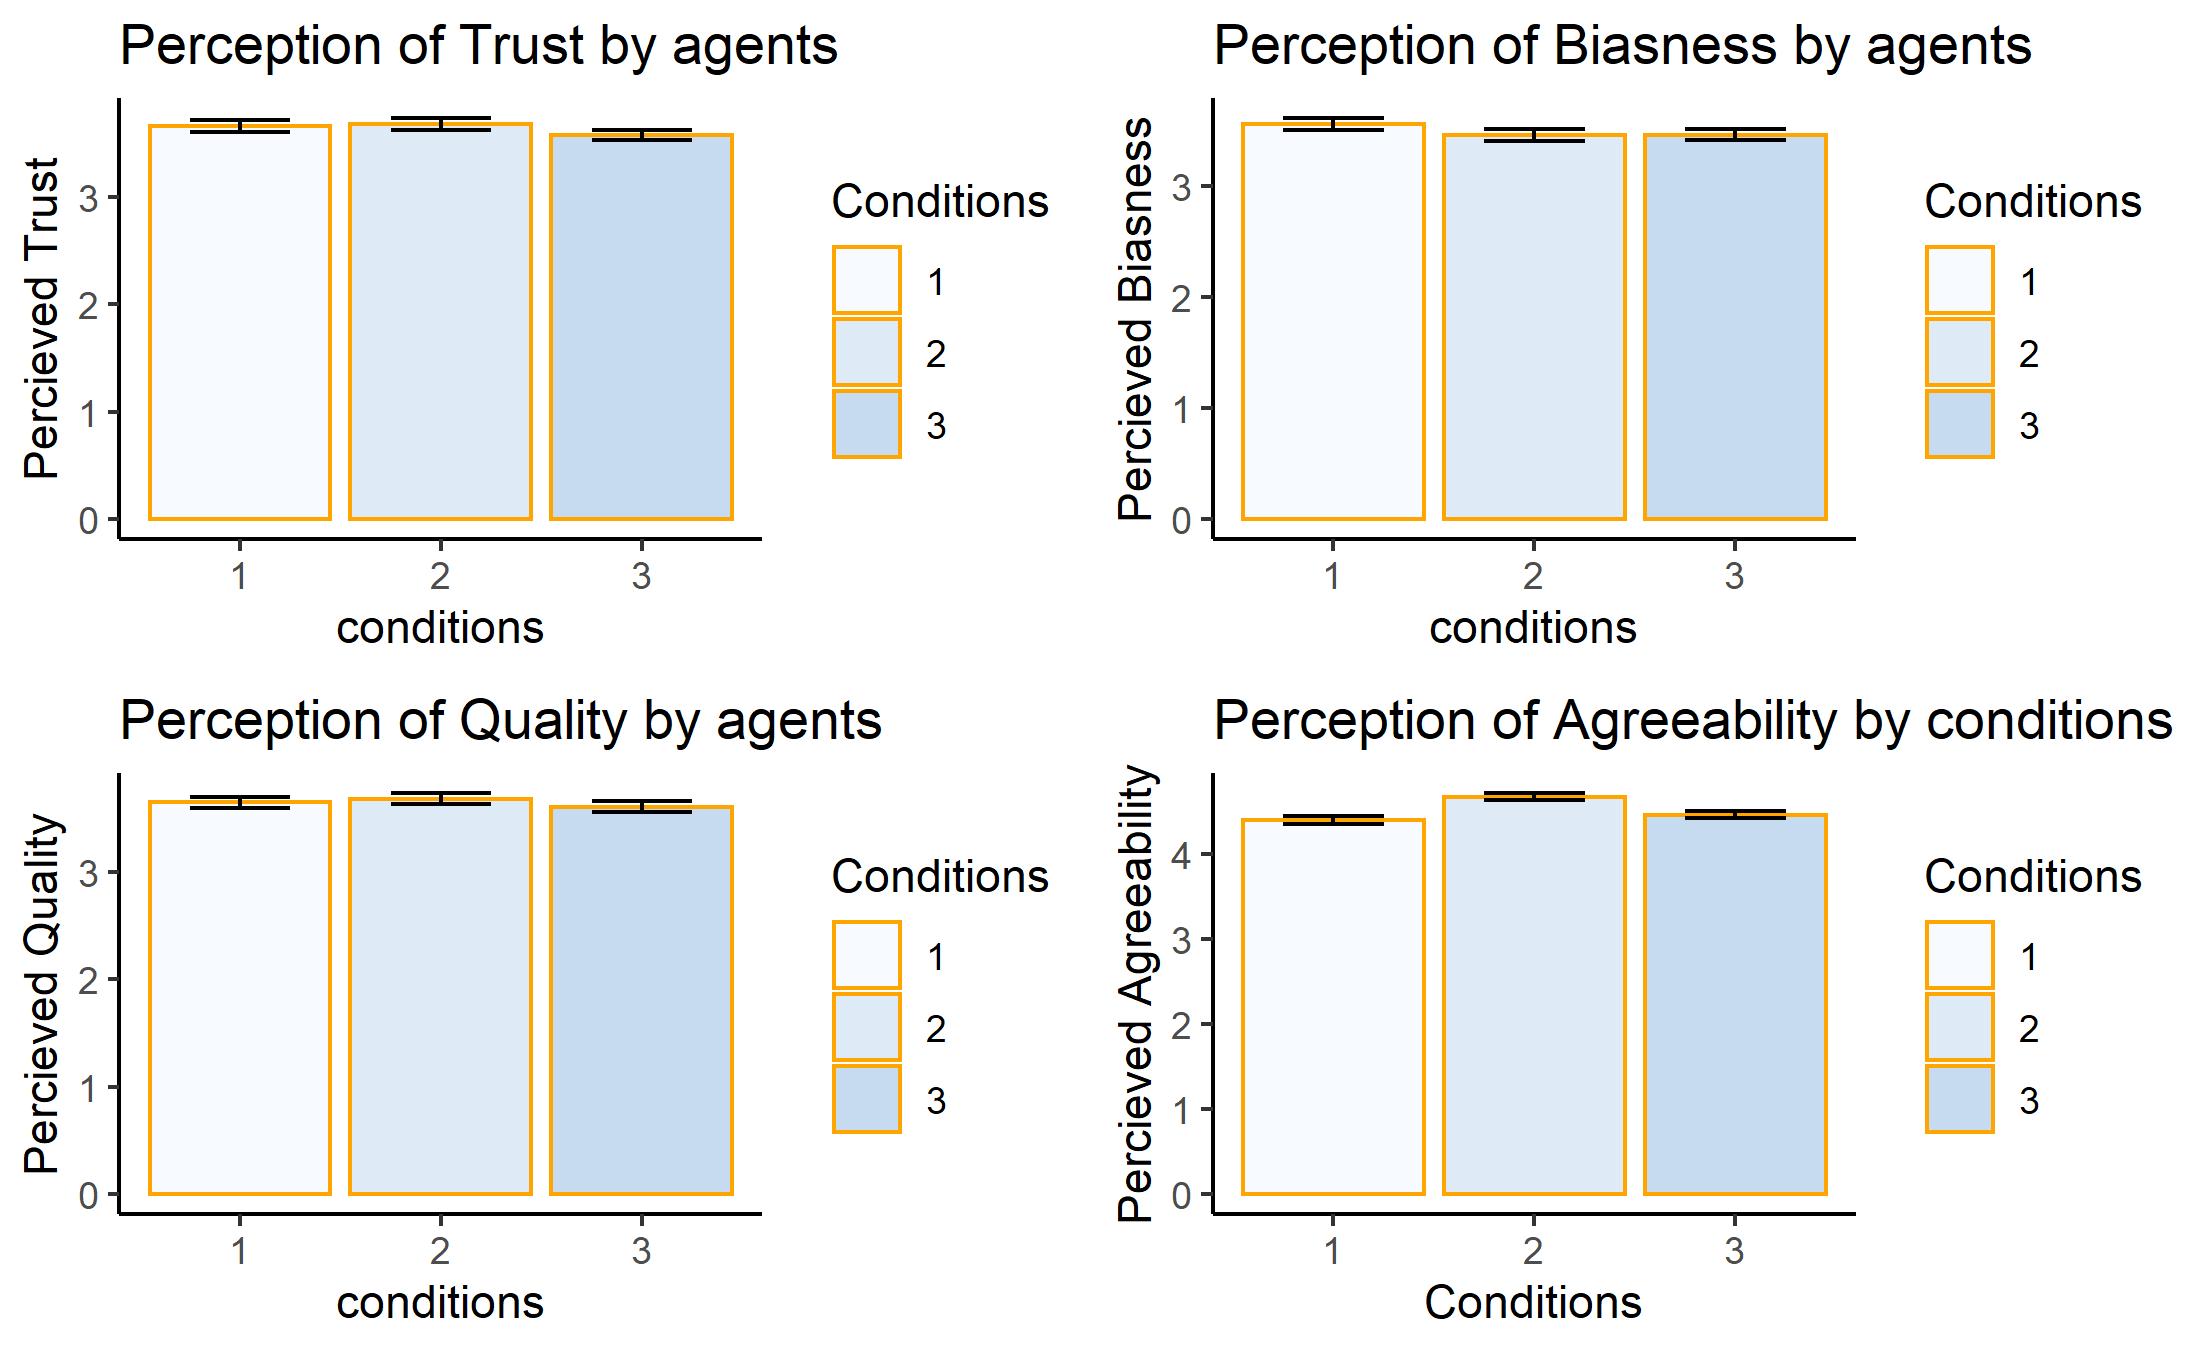 Perception of Trust by agents
Percieved Trust
3
2
1
0
1 2 3
conditions
Conditions
1
2
3
Perception of Biasness by agents
Percieved Biasness
3
2
1
0
1 2 3
conditions
Conditions
1
2
3
Perception of Quality by agents
Percieved Quality
3
2
1
0
1 2 3
conditions
Conditions
1
2
3
Perception of Agreeability by conditions
Percieved Agreeability
4
3
2
1
0
1 2 3
Conditions
Conditions
1
2
3